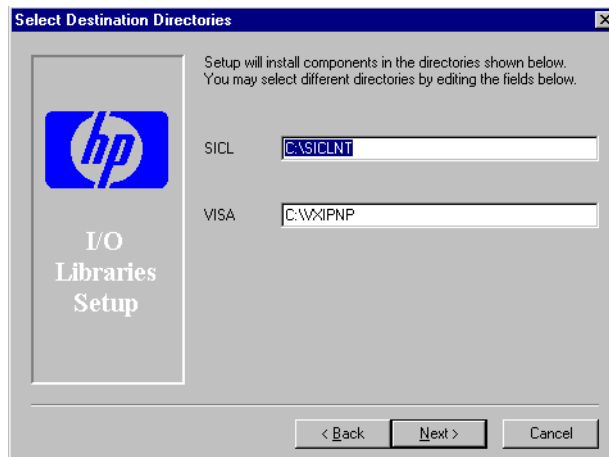 Select Destination Directories
Setup will install components in the directories shown below.
You may select different directories by editing the fields below.
hp
I/O
Libraries
Setup
SICL
C:\SICLNT
VISA
C:\VXIPNP
< Back
Next >
Cancel